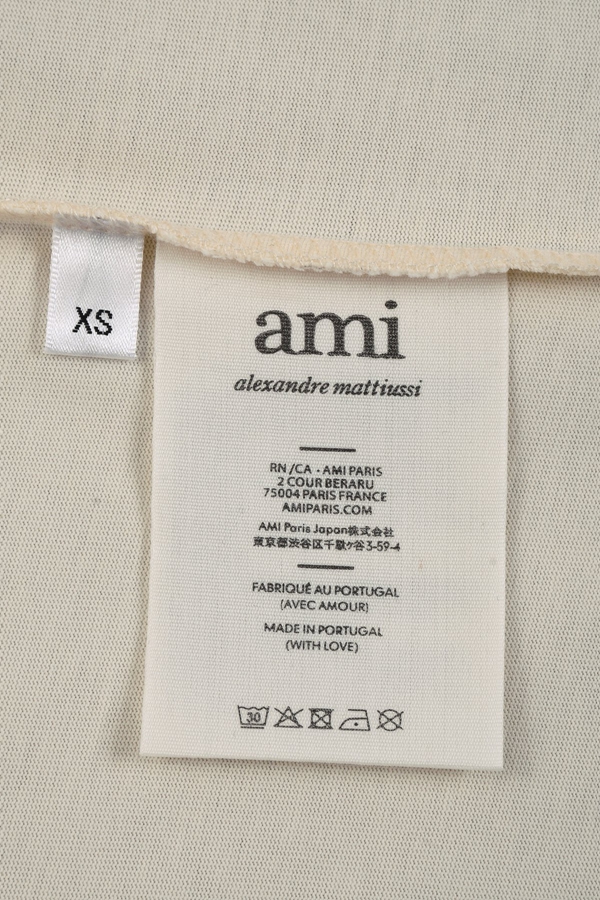 XS
ami
alexandre mattiussi
RN /CA - AMI PARIS
2 COUR BERARU
75004 PARIS FRANCE
AMIPARIS.COM
AMI Paris Japan株式会社
東京都渋谷区千駄ヶ谷3-59-4
FABRIQUÉ AU PORTUGAL
(AVEC AMOUR)
MADE IN PORTUGAL
(WITH LOVE)
30